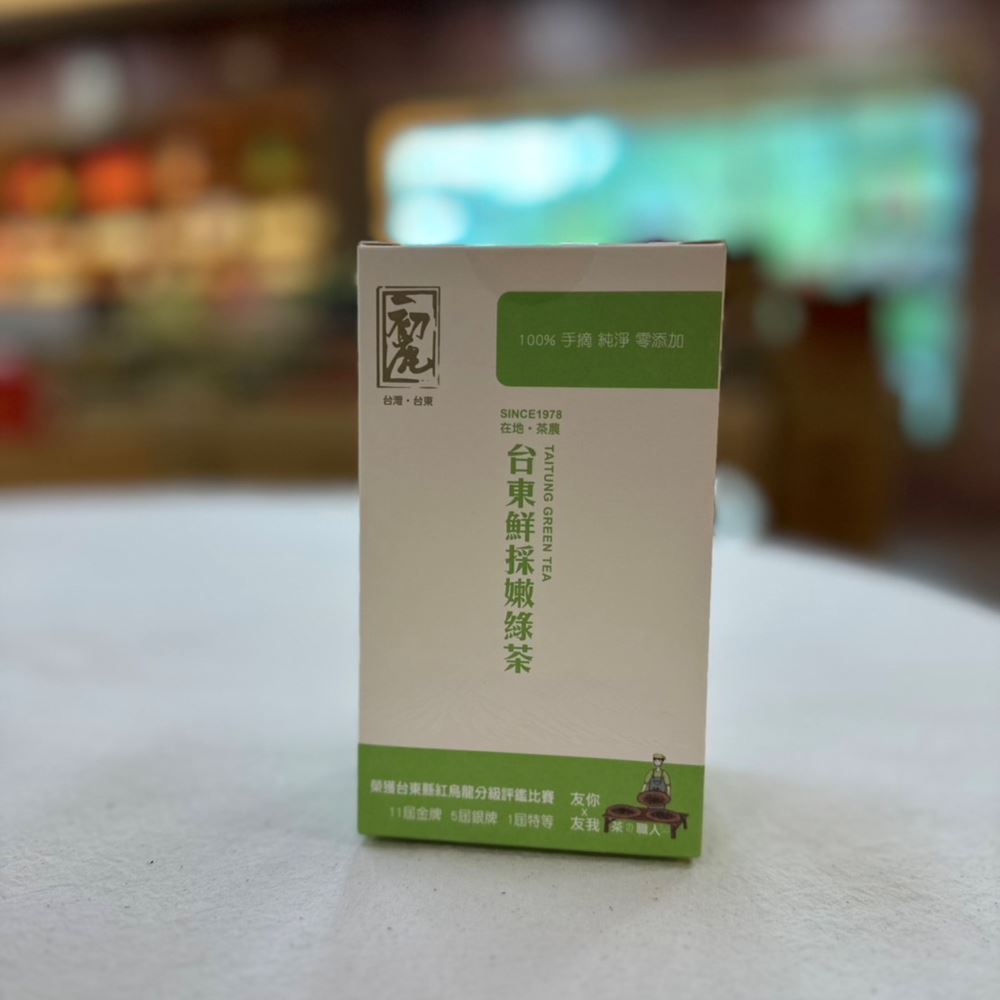 初鹿
台灣・台東
100% 手摘 純淨 零添加
SINCE1978
在地・茶農
台東鮮採嫩綠茶
TAITUNG GREEN TEA
榮獲台東縣紅烏龍分級評鑑比賽
11屆金牌 5屆銀牌 1屆特等
友你
x
友我
茶の職人